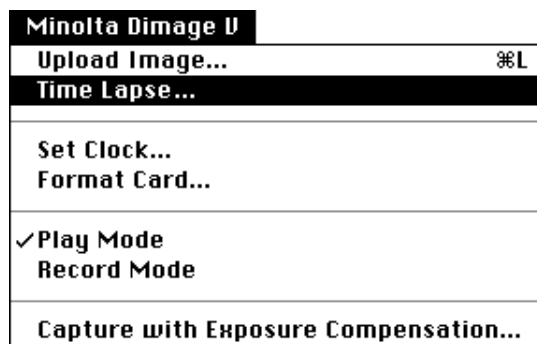 Minolta Dimage V
Upload Image... ⌘L
Time Lapse...
Set Clock...
Format Card...
✓Play Mode
Record Mode
Capture with Exposure Compensation...